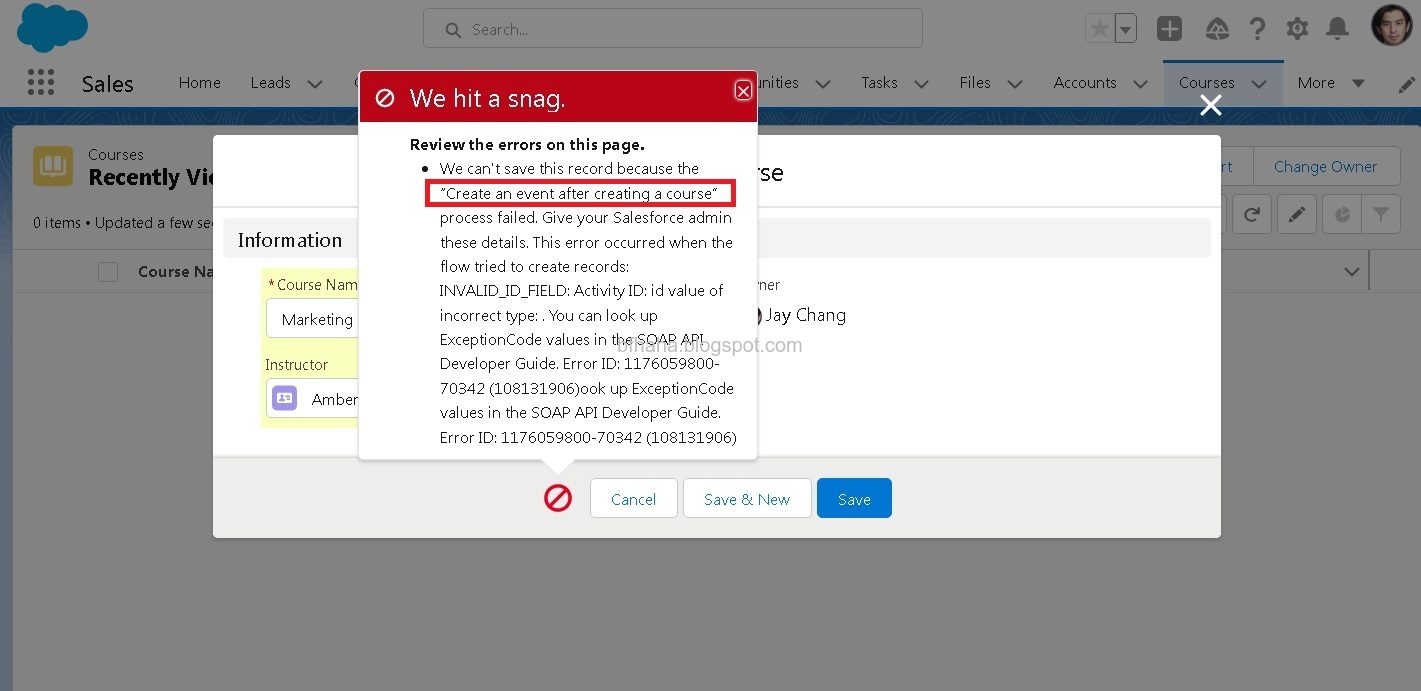 Search...
Sales
Home
Leads
unities
Tasks
Files
Accounts
Courses
More
We hit a snag.
Review the errors on this page.
• We can't save this record because the
"Create an event after creating a course"
process failed. Give your Salesforce admin
these details. This error occurred when the
flow tried to create records:
INVALID_ID_FIELD: Activity ID: id value of
incorrect type: . You can look up
ExceptionCode values in the SOAP API
Developer Guide. Error ID: 1176059800-
70342 (108131906)ook up ExceptionCode
values in the SOAP API Developer Guide.
Error ID: 1176059800-70342 (108131906)
Courses
Recently Vi
rt
Change Owner
0 items • Updated a few se
Course Na
rse
Information
*Course Nam
Marketing
Instructor
Amber
ner
Jay Chang
bihana.blogspot.com
Cancel
Save & New
Save